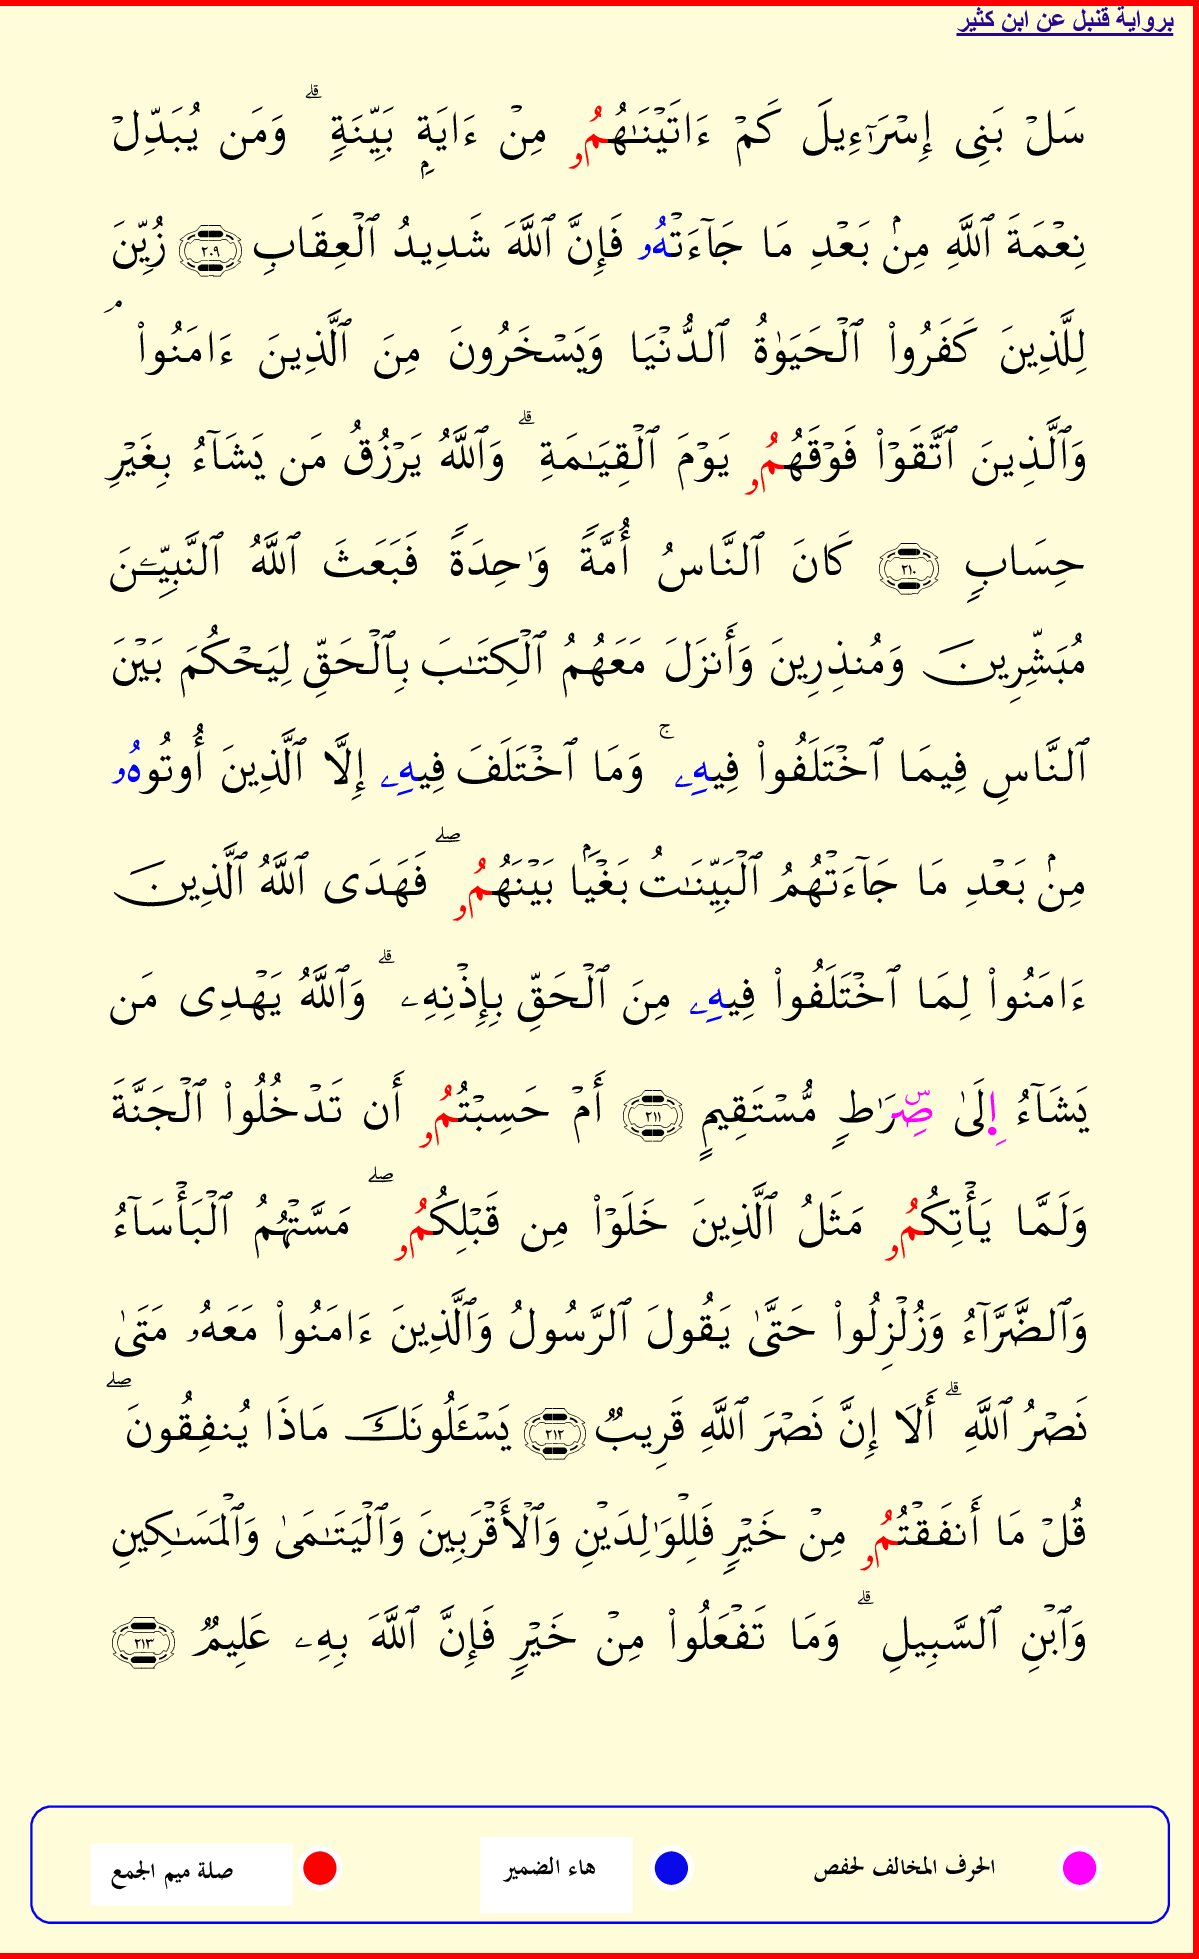 برواية قنبل عن ابن كثير
سَلۡ بَنِى إِسۡرَٰٓءِيلَ كَمۡ ءَاتَيۡنَٰهُمُۥ مِنۡ ءَايَةِۭ بَيِّنَةٖۗ وَمَن يُبَدِّلۡ
نِعۡمَةَ ٱللَّهِ مِنۢ بَعۡدِ مَا جَآءَتۡهُۥ فَإِنَّ ٱللَّهَ شَدِيدُ ٱلۡعِقَابِ ٢٠٩ زُيِّنَ
لِلَّذِينَ كَفَرُواْ ٱلۡحَيَوٰةُ ٱلدُّنۡيَا وَيَسۡخَرُونَ مِنَ ٱلَّذِينَ ءَامَنُواْۘ
وَٱلَّذِينَ ٱتَّقَوۡاْ فَوۡقَهُمُۥ يَوۡمَ ٱلۡقِيَٰمَةِۗ وَٱللَّهُ يَرۡزُقُ مَن يَشَآءُ بِغَيۡرِ
حِسَابٖ ٢١٠ كَانَ ٱلنَّاسُ أُمَّةٗ وَٰحِدَةٗ فَبَعَثَ ٱللَّهُ ٱلنَّبِيِّـۧنَ
مُبَشِّرِينَ وَمُنذِرِينَ وَأَنزَلَ مَعَهُمُ ٱلۡكِتَٰبَ بِٱلۡحَقِّ لِيَحۡكُمَ بَيۡنَ
ٱلنَّاسِ فِيمَا ٱخۡتَلَفُواْ فِيهِۦۚ وَمَا ٱخۡتَلَفَ فِيهِۦ إِلَّا ٱلَّذِينَ أُوتُوهُۥ
مِنۢ بَعۡدِ مَا جَآءَتۡهُمُ ٱلۡبَيِّنَٰتُ بَغۡيَۢا بَيۡنَهُمُۥۖ فَهَدَى ٱللَّهُ ٱلَّذِينَ
ءَامَنُواْ لِمَا ٱخۡتَلَفُواْ فِيهِۦ مِنَ ٱلۡحَقِّ بِإِذۡنِهِۦۗ وَٱللَّهُ يَهۡدِى مَن
يَشَآءُ اِ۪لَىٰ صِّرَٰطٖ مُّسۡتَقِيمٍ ٢١١ أَمۡ حَسِبۡتُمُۥ أَن تَدۡخُلُواْ ٱلۡجَنَّةَ
وَلَمَّا يَأۡتِكُمُۥ مَثَلُ ٱلَّذِينَ خَلَوۡاْ مِن قَبۡلِكُمُۥۖ مَسَّتۡهُمُ ٱلۡبَأۡسَآءُ
وَٱلضَّرَّآءُ وَزُلۡزِلُواْ حَتَّىٰ يَقُولَ ٱلرَّسُولُ وَٱلَّذِينَ ءَامَنُواْ مَعَهُۥ مَتَىٰ
نَصۡرُ ٱللَّهِۗ أَلَا إِنَّ نَصۡرَ ٱللَّهِ قَرِيبٞ ٢١٢ يَسۡـَٔلُونَكَ مَاذَا يُنفِقُونَۖ
قُلۡ مَا أَنفَقۡتُمُۥ مِنۡ خَيۡرٖ فَلِلۡوَٰلِدَيۡنِ وَٱلۡأَقۡرَبِينَ وَٱلۡيَتَٰمَىٰ وَٱلۡمَسَٰكِينِ
وَٱبۡنِ ٱلسَّبِيلِۗ وَمَا تَفۡعَلُواْ مِنۡ خَيۡرٖ فَإِنَّ ٱللَّهَ بِهِۦ عَلِيمٞ ٢١٣
الحرف المخالف لحفص هاء الضمير صلة ميم الجمع